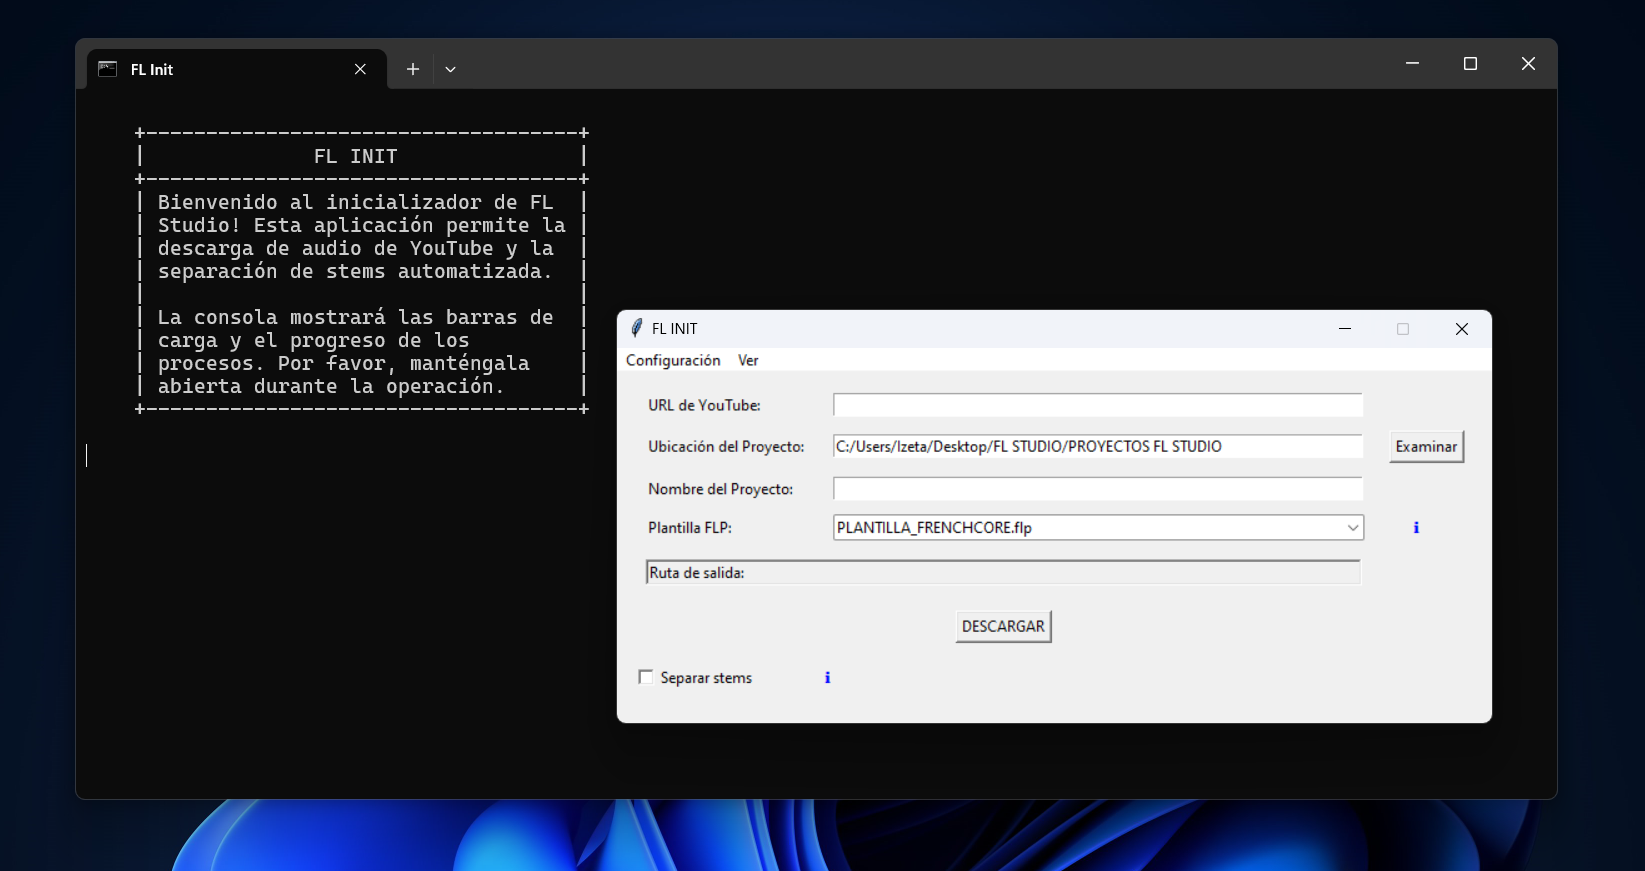 FL Init
+------------------------------------+
| FL INIT |
+------------------------------------+
| Bienvenido al inicializador de FL |
| Studio! Esta aplicación permite la |
| descarga de audio de YouTube y la |
| separación de stems automatizada. |
| |
| La consola mostrará las barras de |
| carga y el progreso de los |
| procesos. Por favor, manténgala |
| abierta durante la operación. |
+------------------------------------+
FL INIT
Configuración Ver
URL de YouTube:
Ubicación del Proyecto: C:/Users/lzeta/Desktop/FL STUDIO/PROYECTOS FL STUDIO Examinar
Nombre del Proyecto:
Plantilla FLP: PLANTILLA_FRENCHCORE.flp i
Ruta de salida:
DESCARGAR
Separar stems i